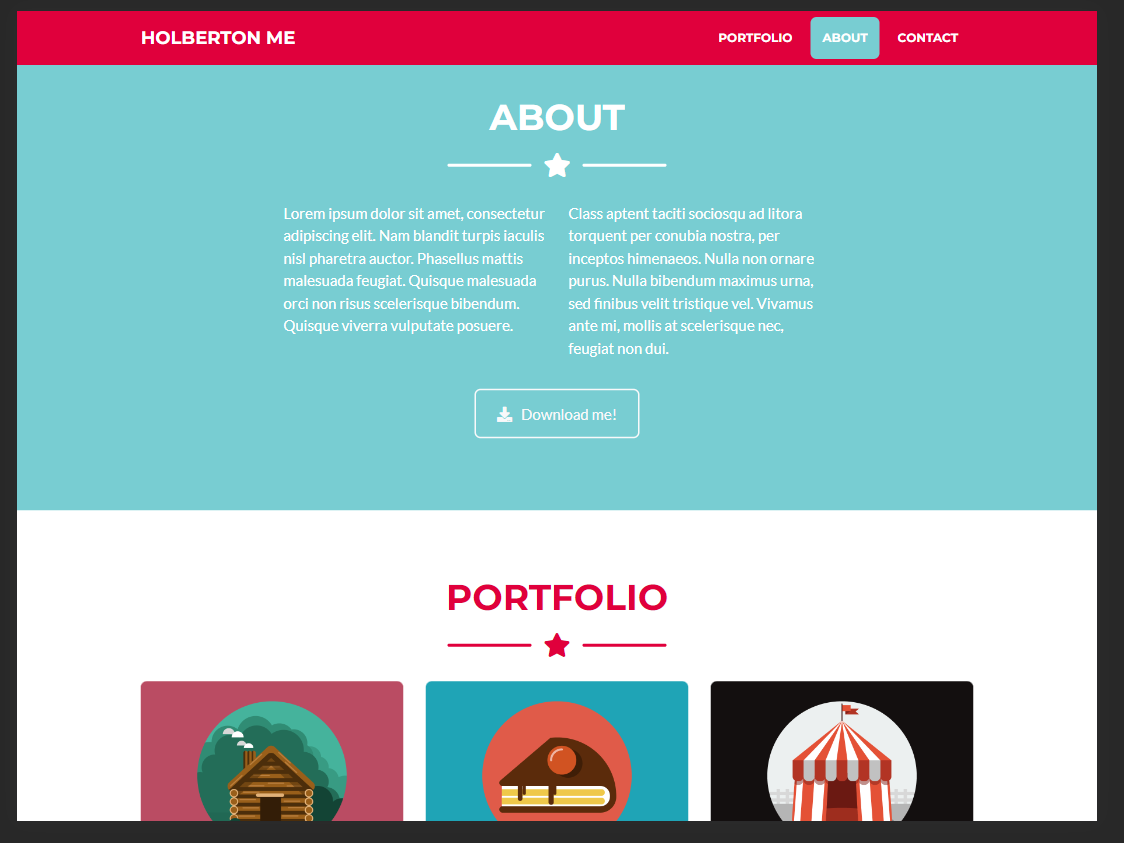 HOLBERTON ME
PORTFOLIO
ABOUT
CONTACT
ABOUT
Lorem ipsum dolor sit amet, consectetur
adipiscing elit. Nam blandit turpis iaculis
nisl pharetra auctor. Phasellus mattis
malesuada feugiat. Quisque malesuada
orci non risus scelerisque bibendum.
Quisque viverra vulputate posuere.
Class aptent taciti sociosqu ad litora
torquent per conubia nostra, per
inceptos himenaeos. Nulla non ornare
purus. Nulla bibendum maximus urna,
sed finibus velit tristique vel. Vivamus
ante mi, mollis at scelerisque nec,
feugiat non dui.
Download me!
PORTFOLIO